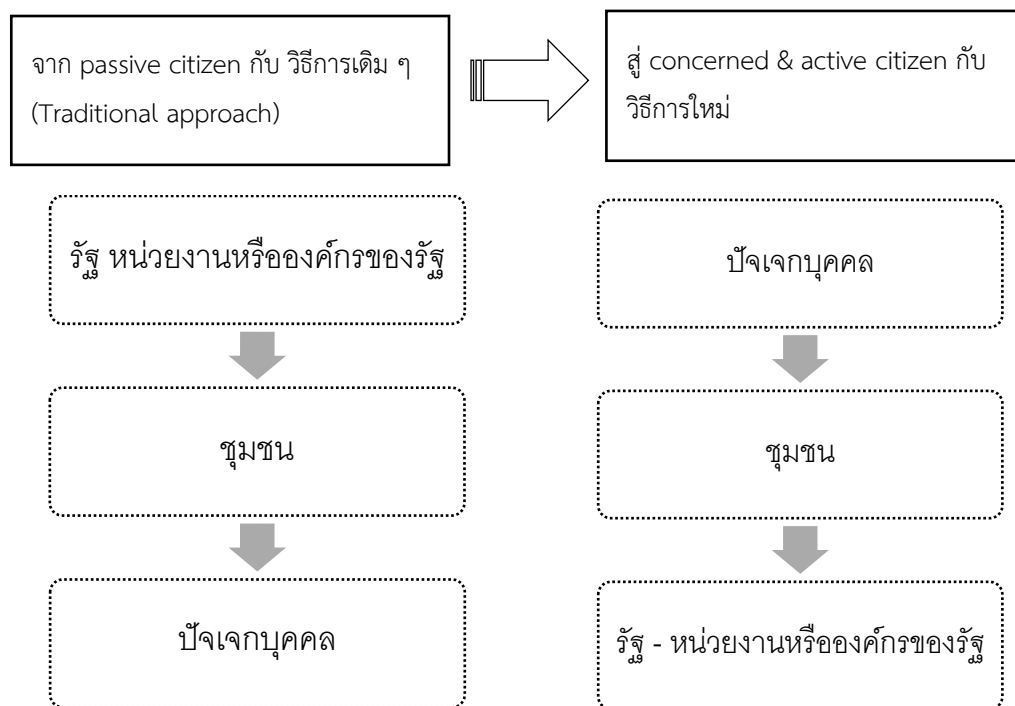 จาก passive citizen กับ วิธีการเดิม ๆ
(Traditional approach)
สู่ concerned & active citizen กับ
วิธีการใหม่
รัฐ หน่วยงานหรือองค์กรของรัฐ
ชุมชน
ปัจเจกบุคคล
ปัจเจกบุคคล
ชุมชน
รัฐ - หน่วยงานหรือองค์กรของรัฐ